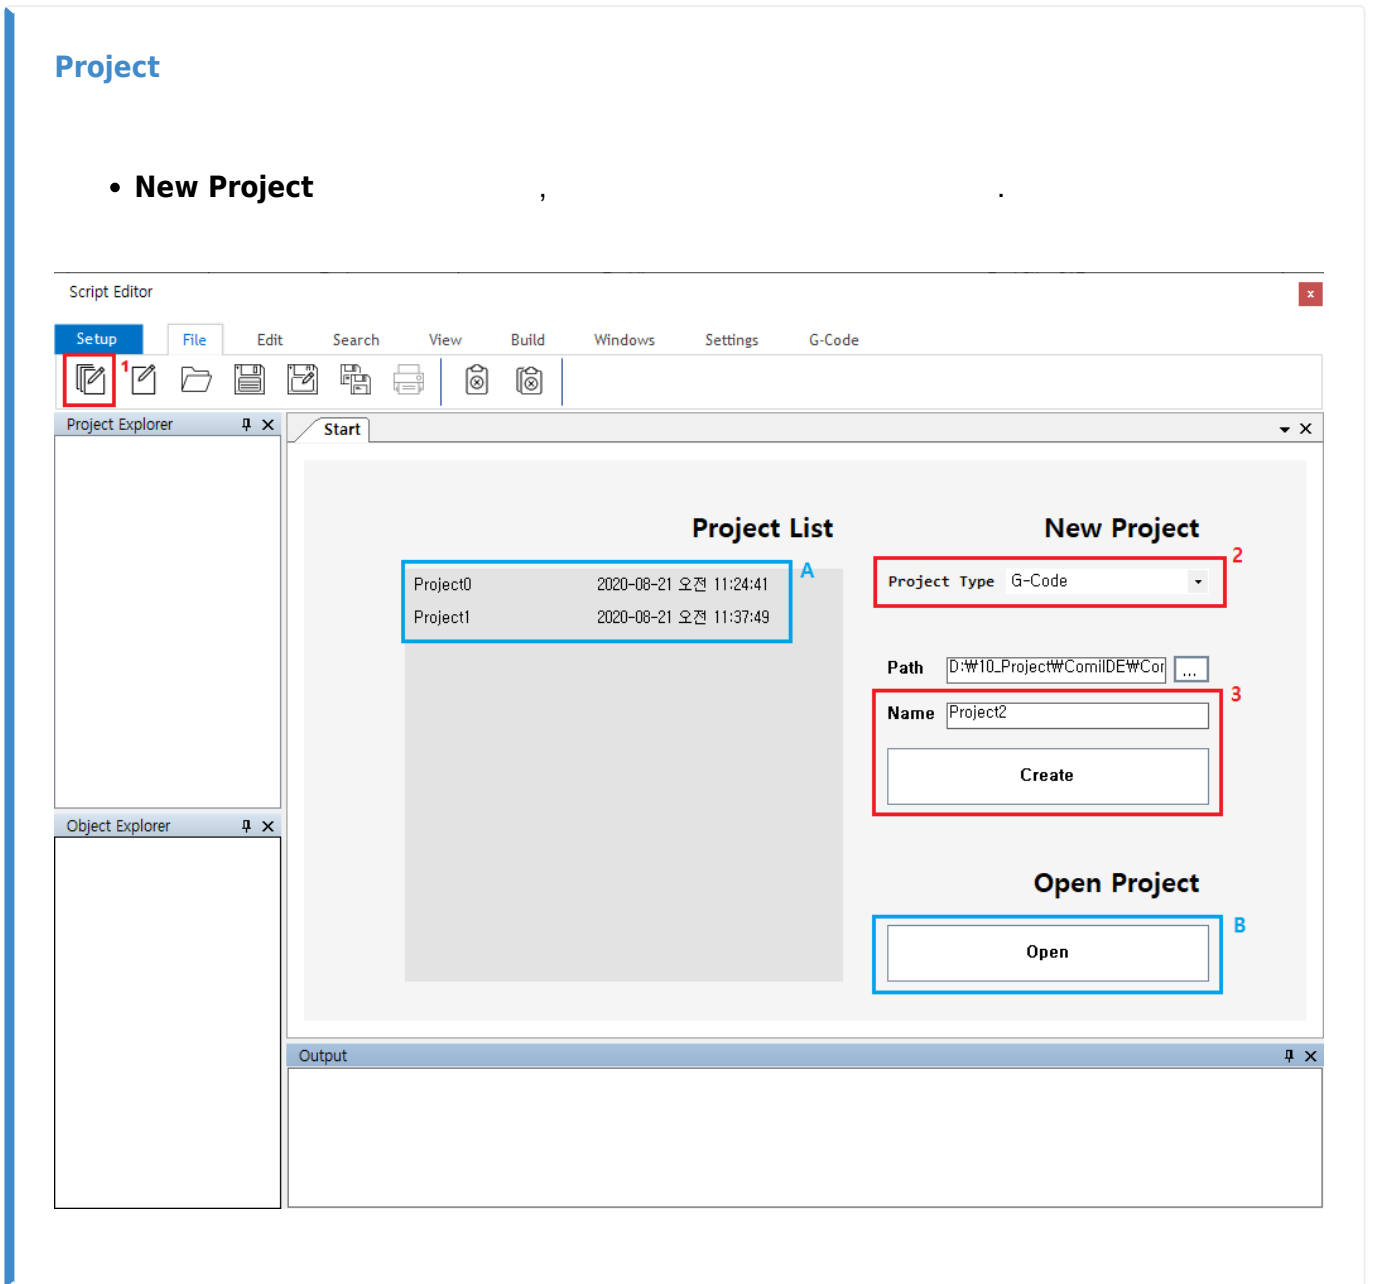 Project
• New Project , .
Script Editor
x
Setup File Edit Search View Build Windows Settings G-Code
1
Project Explorer
Start
Project List
New Project
A
2
Project0 2020-08-21 오전 11:24:41
Project1 2020-08-21 오전 11:37:49
Project Type G-Code
Path D:₩10_Project₩ComiIDE₩Cor ...
3
Name Project2
Create
Object Explorer
Open Project
B
Open
Output